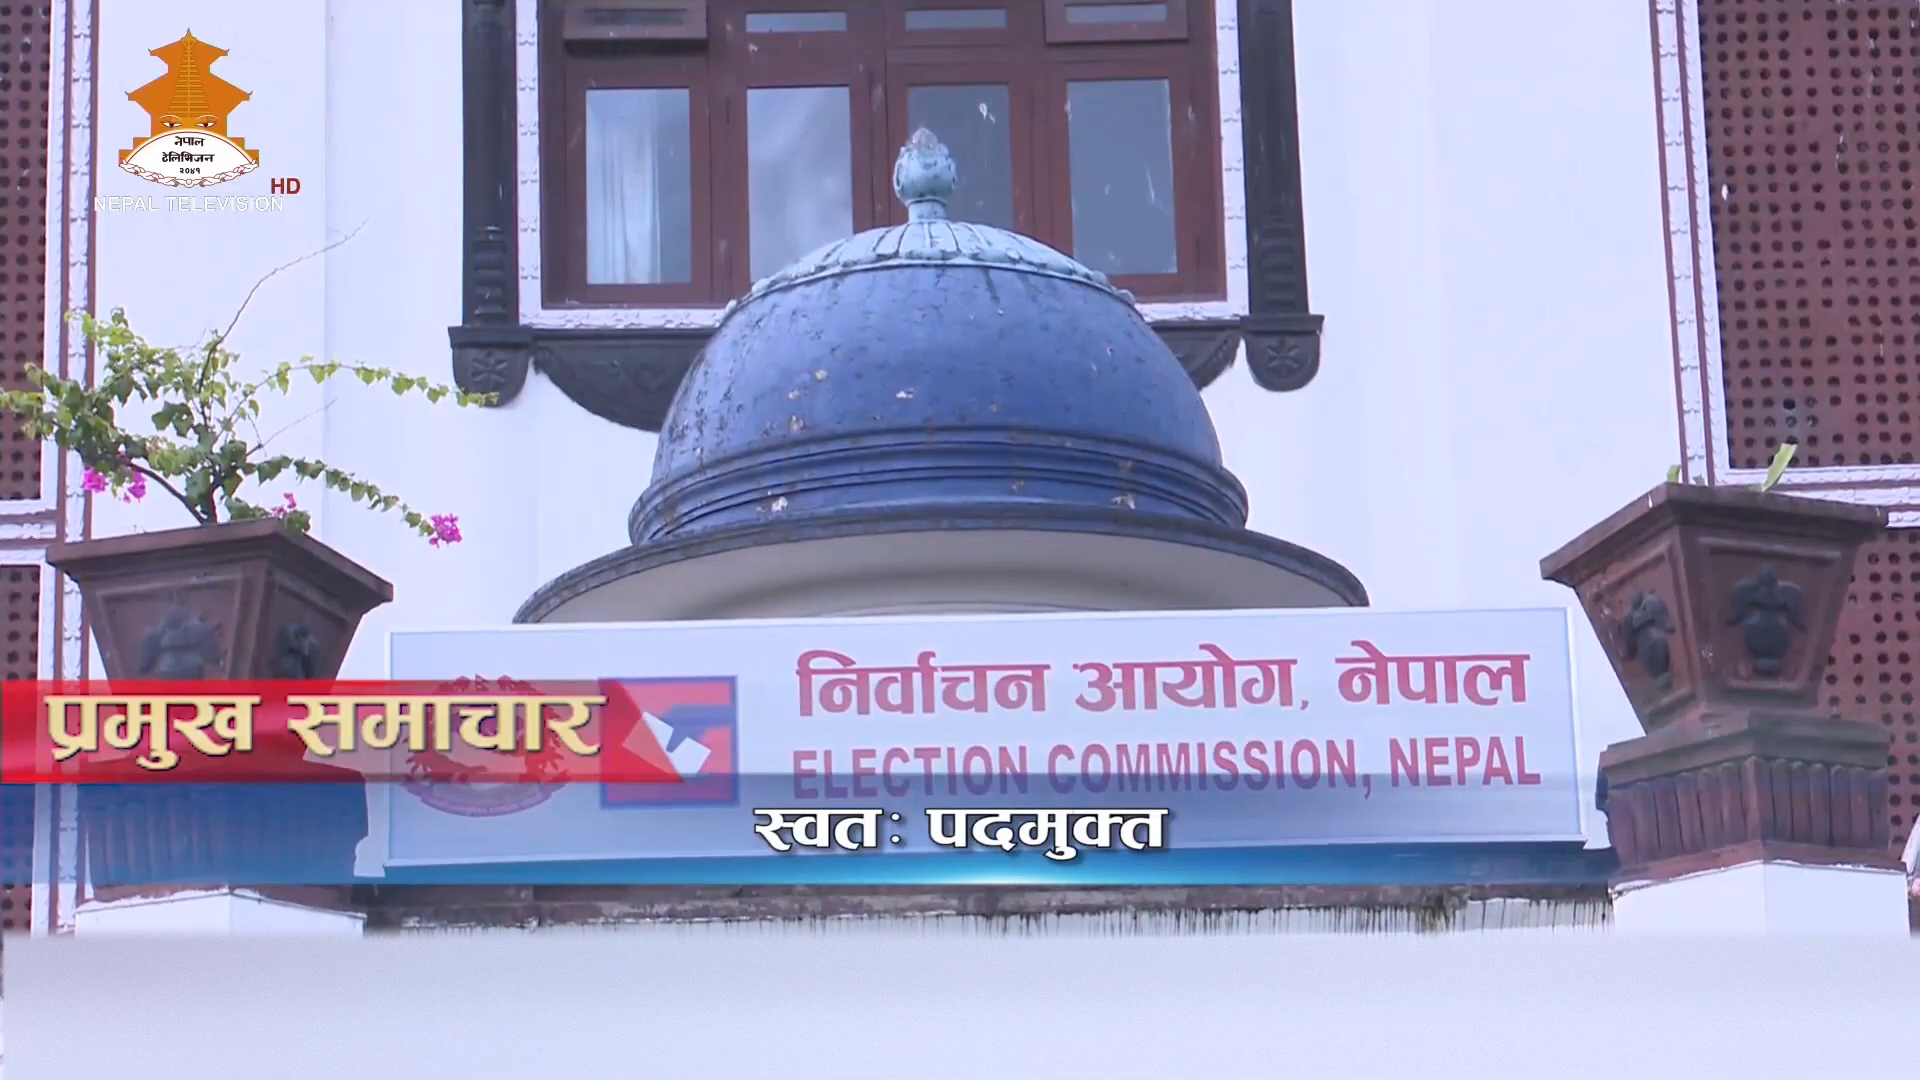 नेपाल
टेलिभिजन
२०४१
HD
NEPAL TELEVISION
निर्वाचन आयोग, नेपाल
ELECTION COMMISSION, NEPAL
प्रमुख समाचार
स्वतः पदमुक्त